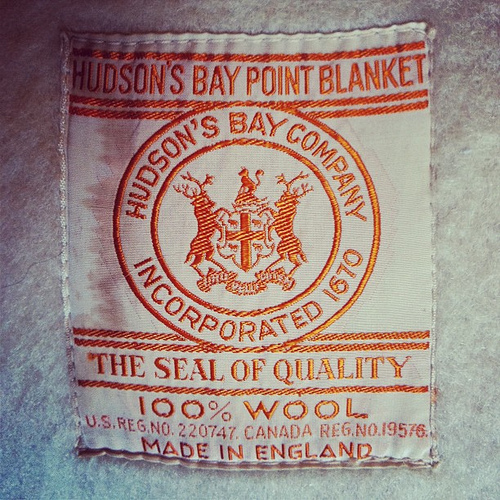 HUDSON'S BAY POINT BLANKET
HUDSON'S BAY COMPANY
INCORPORATED 1670
THE SEAL OF QUALITY
100% WOOL
U.S. REG. NO. 220747. CANADA REG. NO. 19576.
MADE IN ENGLAND